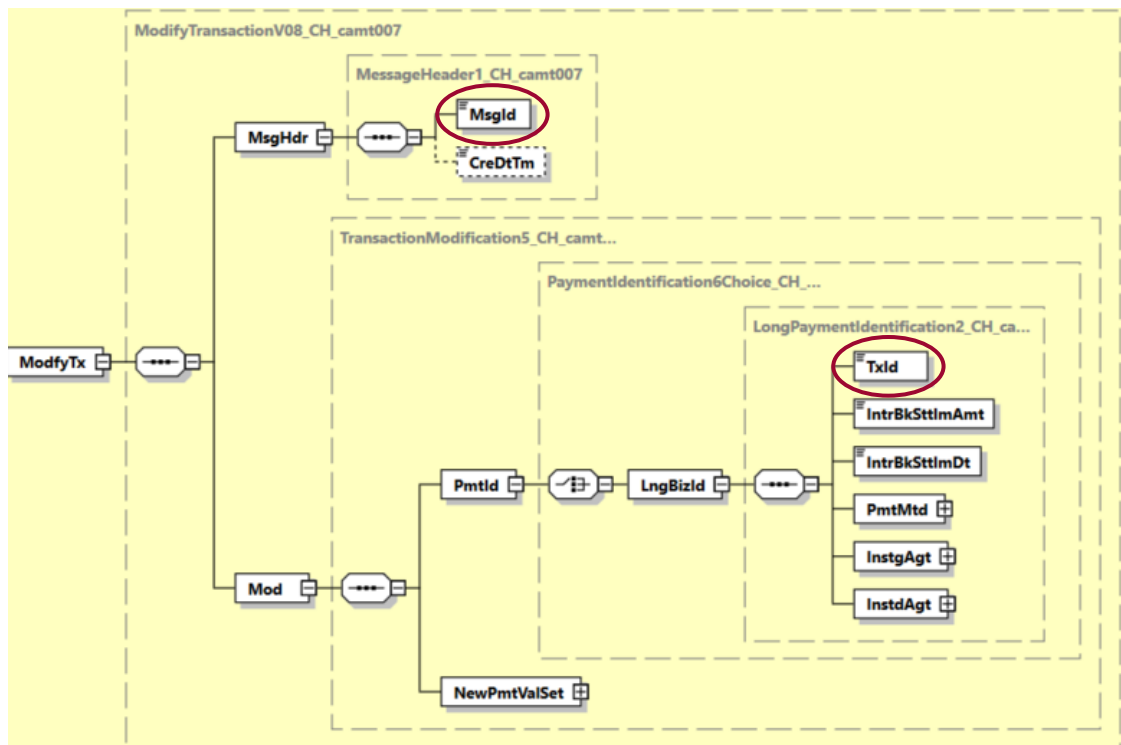 ModifyTransactionV08_CH_camt007
MessageHeader1_CH_camt007
MsgId
MsgHdr
CreDtTm
TransactionModification5_CH_camt...
PaymentIdentification6Choice_CH_...
LongPaymentIdentification2_CH_ca...
ModfyTx
TxId
IntrBkSttlmAmt
IntrBkSttlmDt
PmtId
LngBizId
PmtMtd
InstgAgt
Mod
InstdAgt
NewPmtValSet